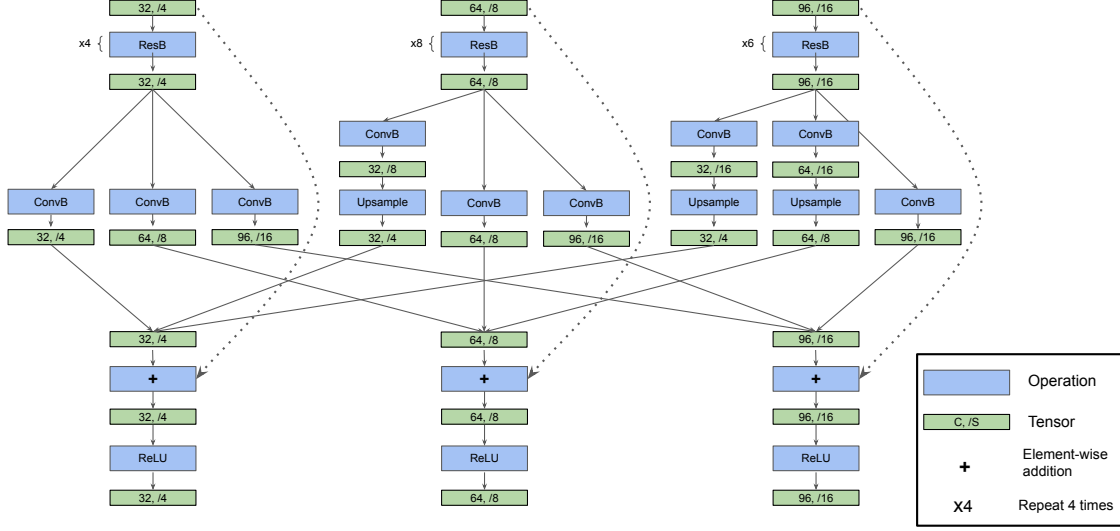 32, /4
64, /8
96, /16
x4 {
ResB
x8 {
ResB
x6 {
ResB
32, /4
64, /8
96, /16
ConvB
ConvB
ConvB
32, /8
32, /16
64, /16
ConvB
ConvB
ConvB
Upsample
ConvB
ConvB
Upsample
Upsample
ConvB
32, /4
64, /8
96, /16
32, /4
64, /8
96, /16
32, /4
64, /8
96, /16
32, /4
64, /8
96, /16
+
+
+
32, /4
64, /8
96, /16
ReLU
ReLU
ReLU
32, /4
64, /8
96, /16
Operation
C, /S
Tensor
+
Element-wise
addition
x4
Repeat 4 times